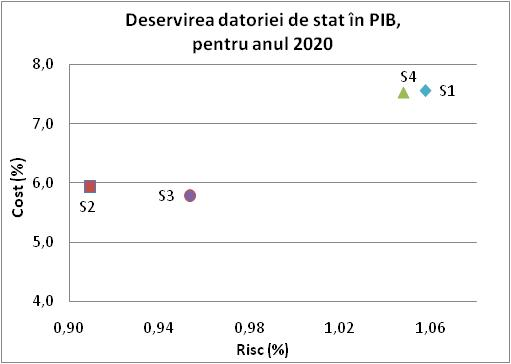 Deservirea datoriei de stat în PIB,
pentru anul 2020
8,0
7,0
6,0
5,0
4,0
Cost (%)
S4
S1
S2
S3
0,90 0,94 0,98 1,02 1,06
Risc (%)